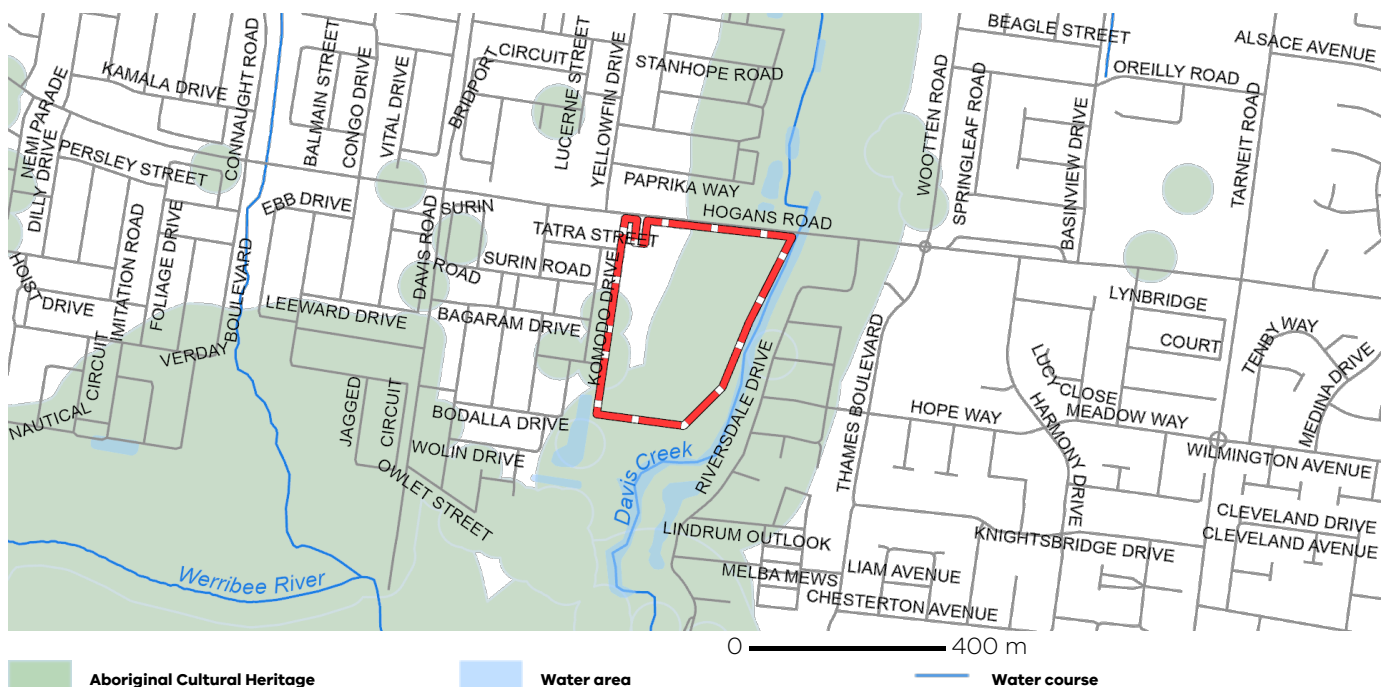 BEAGLE STREET
ALSACE AVENUE
OREILLY ROAD
KAMALA DRIVE
NEMI PARADE
DILLY DRIVE
PERSLEY STREET
CONNAUGHT ROAD
BALMAIN STREET
CONGO DRIVE
VITAL DRIVE
BRIDPORT
CIRCUIT
LUCERNE STREET
YELLOWFIN DRIVE
STANHOPE ROAD
PAPRIKA WAY
HOGANS ROAD
WOOTTEN ROAD
SPRINGLEAF ROAD
BASINVIEW DRIVE
TARNEIT ROAD
EBB DRIVE
SURIN
ROAD
TATRA STREET
SURIN ROAD
DAVIS ROAD
BAGARAM DRIVE
KOMODO DRIVE
LEEWARD DRIVE
HOIST
DRIVE
IMITATION ROAD
FOLIAGE DRIVE
VERDAY
BOULEVARD
NAUTICAL
CIRCUIT
JAGGED
CIRCUIT
BODALLA DRIVE
WOLIN DRIVE
OWLET STREET
Davis Creek
RIVERSDALE DRIVE
THAMES BOULEVARD
LYNBRIDGE
COURT
TENBY WAY
MEDINA DRIVE
LUCY
CLOSE
HARMONY DRIVE
MEADOW WAY
HOPE WAY
WILMINGTON AVENUE
CLEVELAND DRIVE
CLEVELAND AVENUE
KNIGHTSBRIDGE DRIVE
LINDRUM OUTLOOK
MELBA MEWS
LIAM AVENUE
CHESTERTON AVENUE
Werribee River
0 400 m
Aboriginal Cultural Heritage
Water area
Water course